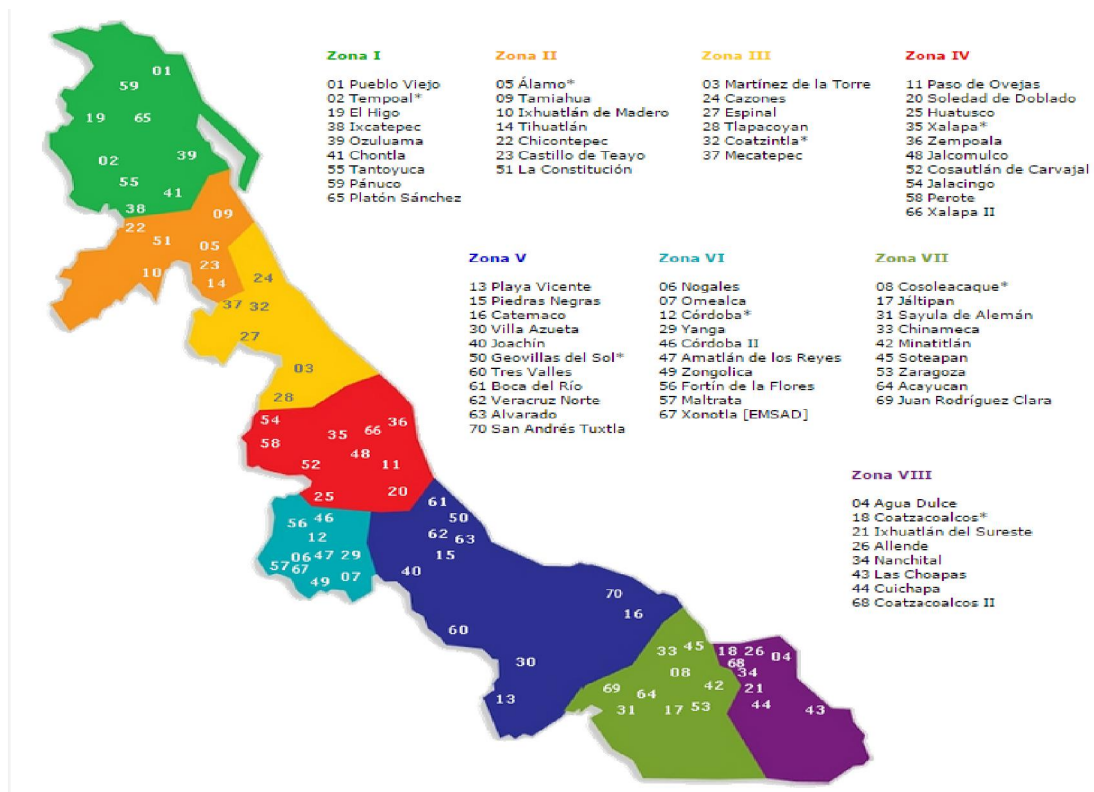 Zona I
01 Pueblo Viejo
02 Tempoal*
19 El Higo
38 Ixcatepec
39 Ozuluama
41 Chontla
55 Tantoyuca
59 Pánuco
65 Platón Sánchez
Zona II
05 Álamo*
09 Tamiahua
10 Ixhuatlán de Madero
14 Tihuatlán
22 Chicontepec
23 Castillo de Teayo
51 La Constitución
Zona III
03 Martínez de la Torre
24 Cazones
27 Espinal
28 Tlapacoyan
32 Coatzintla*
37 Mecatepec
Zona IV
11 Paso de Ovejas
20 Soledad de Doblado
25 Huatusco
35 Xalapa*
36 Zempoala
48 Jalcomulco
52 Cosautlán de Carvajal
54 Jalacingo
58 Perote
66 Xalapa II
Zona V
13 Playa Vicente
15 Piedras Negras
16 Catemaco
30 Villa Azueta
40 Joachín
50 Geovillas del Sol*
60 Tres Valles
61 Boca del Río
62 Veracruz Norte
63 Alvarado
70 San Andrés Tuxtla
Zona VI
06 Nogales
07 Omealca
12 Córdoba*
29 Yanga
46 Córdoba II
47 Amatlán de los Reyes
49 Zongolica
56 Fortín de la Flores
57 Maltrata
67 Xonotla [EMSAD]
Zona VII
08 Cosoleacaque*
17 Jáltipan
31 Sayula de Alemán
33 Chinameca
42 Minatitlán
45 Soteapan
53 Zaragoza
64 Acayucan
69 Juan Rodríguez Clara
Zona VIII
04 Agua Dulce
18 Coatzacoalcos*
21 Ixhuatlán del Sureste
26 Allende
34 Nanchital
43 Las Choapas
44 Cuichapa
68 Coatzacoalcos II
01
59
19 65
02 39
55 41
38
09
22
51 05
10 23
14
24
37 32
27
03
28
54 36
35 66
58
48
52 11
25 20
56 46
12
06 47 29
57 67
49 07
61
50
62 63
15
40
70
16
60
30
13
33 45
08
69 64 42
31 17 53
18 26 04
68
34
21
44 43